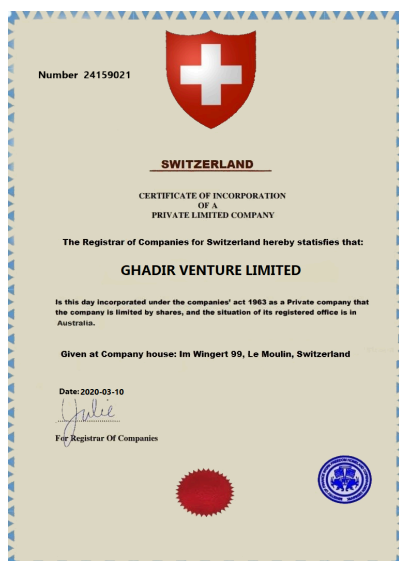 Number 24159021
SWITZERLAND
CERTIFICATE OF INCORPORATION
OF A
PRIVATE LIMITED COMPANY
The Registrar of Companies for Switzerland hereby statisfies that:
GHADIR VENTURE LIMITED
Is this day incorporated under the companies' act 1963 as a Private company that
the company is limited by shares, and the situation of its registered office is in
Australia.
Given at Company house: Im Wingert 99, Le Moulin, Switzerland
Date:2020-03-10
Julie
For Registrar Of Companies